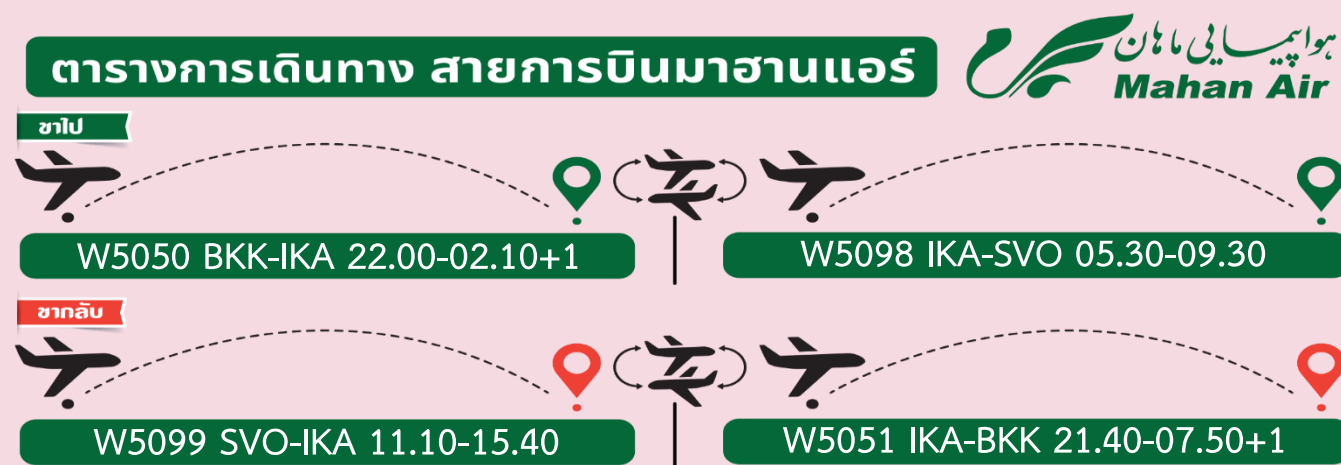 ตารางการเดินทาง สายการบินมาฮานแอร์
هواپیمایی ماهان
Mahan Air
ขาไป
W5050 BKK-IKA 22.00-02.10+1
W5098 IKA-SVO 05.30-09.30
ขากลับ
W5099 SVO-IKA 11.10-15.40
W5051 IKA-BKK 21.40-07.50+1